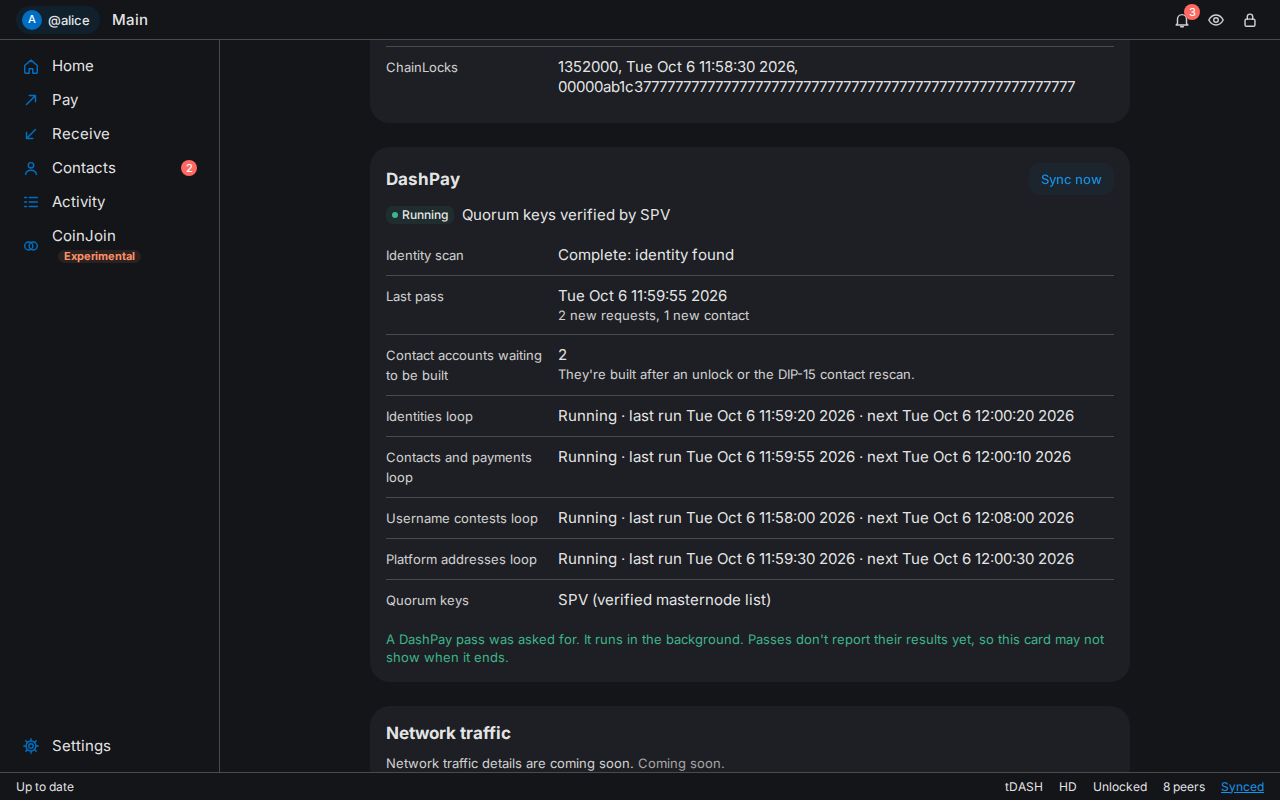 A @alice Main 3
Home
Pay
Receive
Contacts 2
Activity
CoinJoin
Experimental
Settings
ChainLocks 1352000, Tue Oct 6 11:58:30 2026,
DashPay Sync now
Running Quorum keys verified by SPV
Identity scan Complete: identity found
Last pass Tue Oct 6 11:59:55 2026
2 new requests, 1 new contact
Contact accounts waiting 2
to be built They're built after an unlock or the DIP-15 contact rescan.
Identities loop Running · last run Tue Oct 6 11:59:20 2026 · next Tue Oct 6 12:00:20 2026
Contacts and payments Running · last run Tue Oct 6 11:59:55 2026 · next Tue Oct 6 12:00:10 2026
loop
Username contests loop Running · last run Tue Oct 6 11:58:00 2026 · next Tue Oct 6 12:08:00 2026
Platform addresses loop Running · last run Tue Oct 6 11:59:30 2026 · next Tue Oct 6 12:00:30 2026
Quorum keys SPV (verified masternode list)
A DashPay pass was asked for. It runs in the background. Passes don't report their results yet, so this card may not
show when it ends.
Network traffic
Network traffic details are coming soon. Coming soon.
Up to date tDASH HD Unlocked 8 peers Synced